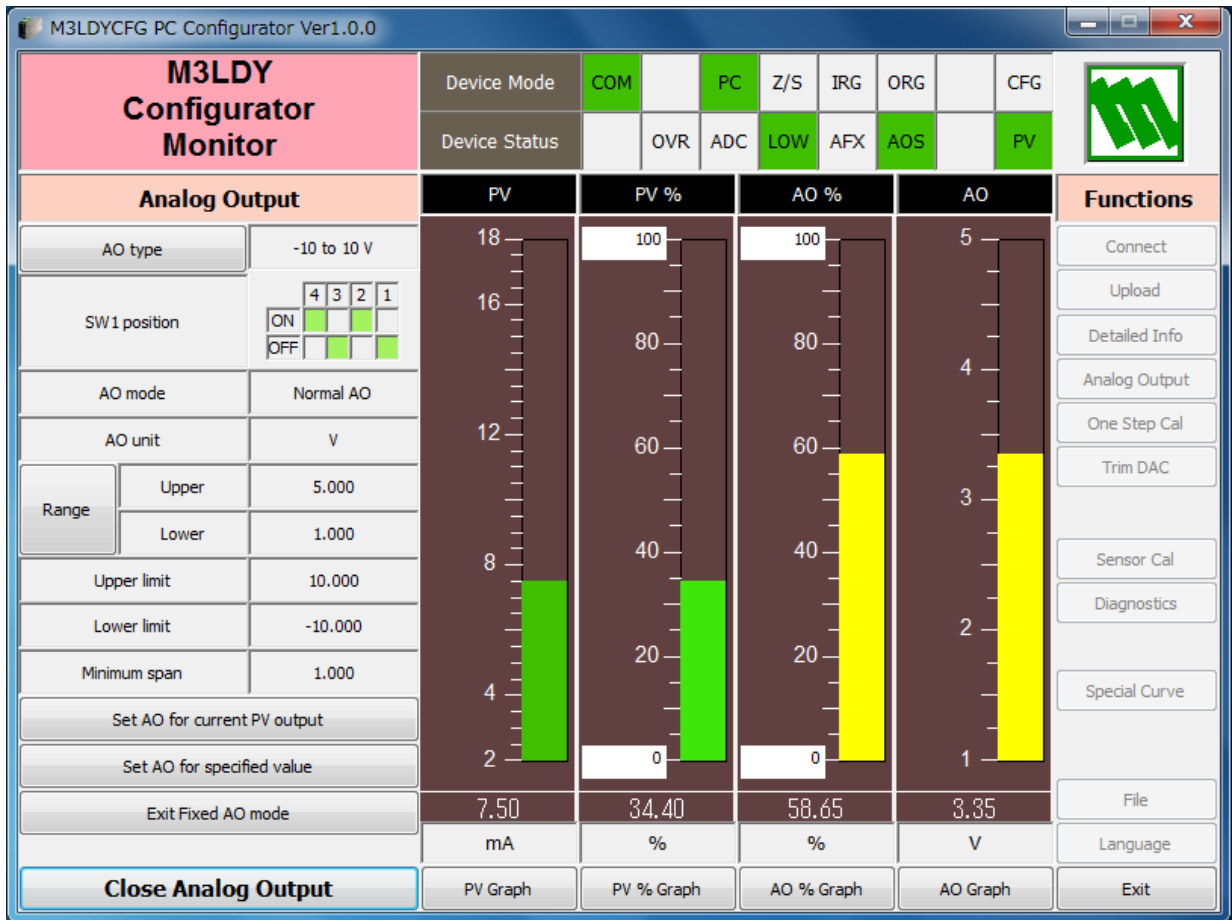 M3LDYCFG PC Configurator Ver1.0.0
M3LDY
Configurator
Monitor
Device Mode COM PC Z/S IRG ORG CFG
Device Status OVR ADC LOW AFX AOS PV
Analog Output
AO type -10 to 10 V
SW1 position
4 3 2 1
ON
OFF
AO mode Normal AO
AO unit V
Range
Upper 5.000
Lower 1.000
Upper limit 10.000
Lower limit -10.000
Minimum span 1.000
Set AO for current PV output
Set AO for specified value
Exit Fixed AO mode
Close Analog Output
PV
18
16
12
8
4
2
7.50
mA
PV Graph
PV %
100
80
60
40
20
0
34.40
%
PV % Graph
AO %
100
80
60
40
20
0
58.65
%
AO % Graph
AO
5
4
3
2
1
3.35
V
AO Graph
Functions
Connect
Upload
Detailed Info
Analog Output
One Step Cal
Trim DAC
Sensor Cal
Diagnostics
Special Curve
File
Language
Exit